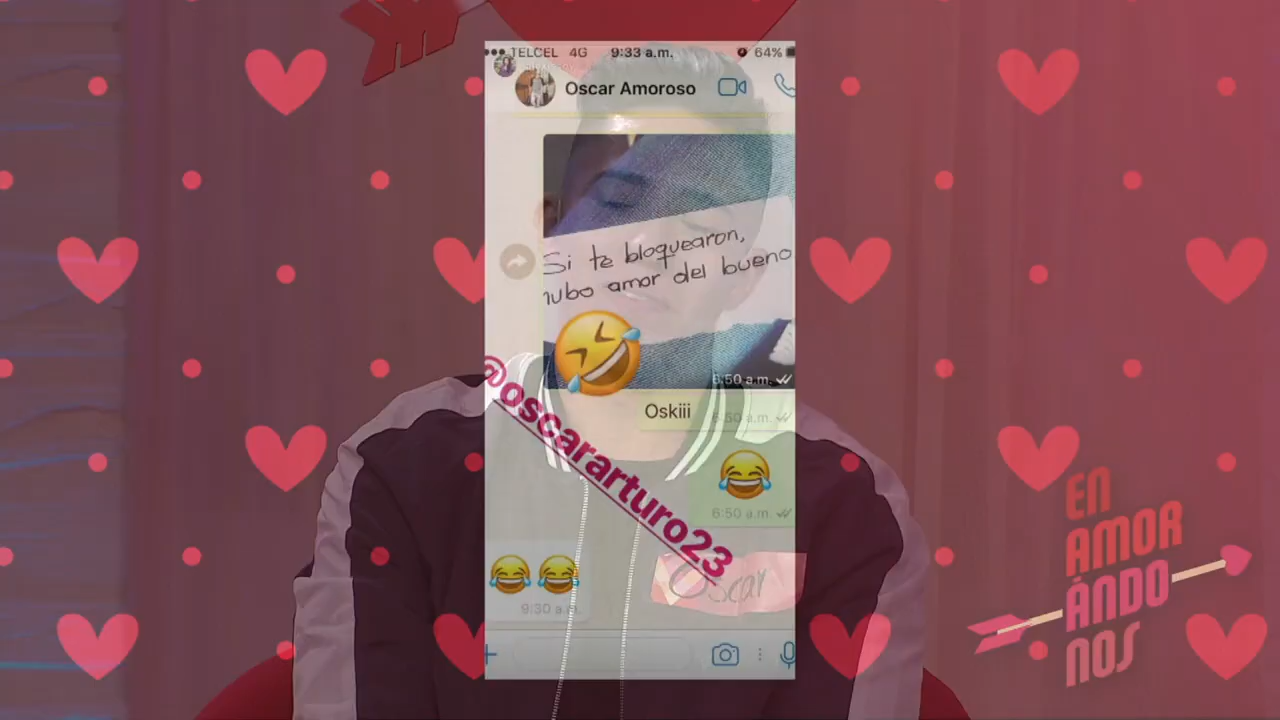 TELCEL 4G 9:33 a.m. 64%
Oscar Amoroso
Si te bloquearon,
hubo amor del bueno
6:50 a.m.
Oskiii 6:50 a.m.
@oscararturo23
6:50 a.m.
Oscar
9:30 a.m.
EN
AMOR
ÁNDO
NOS